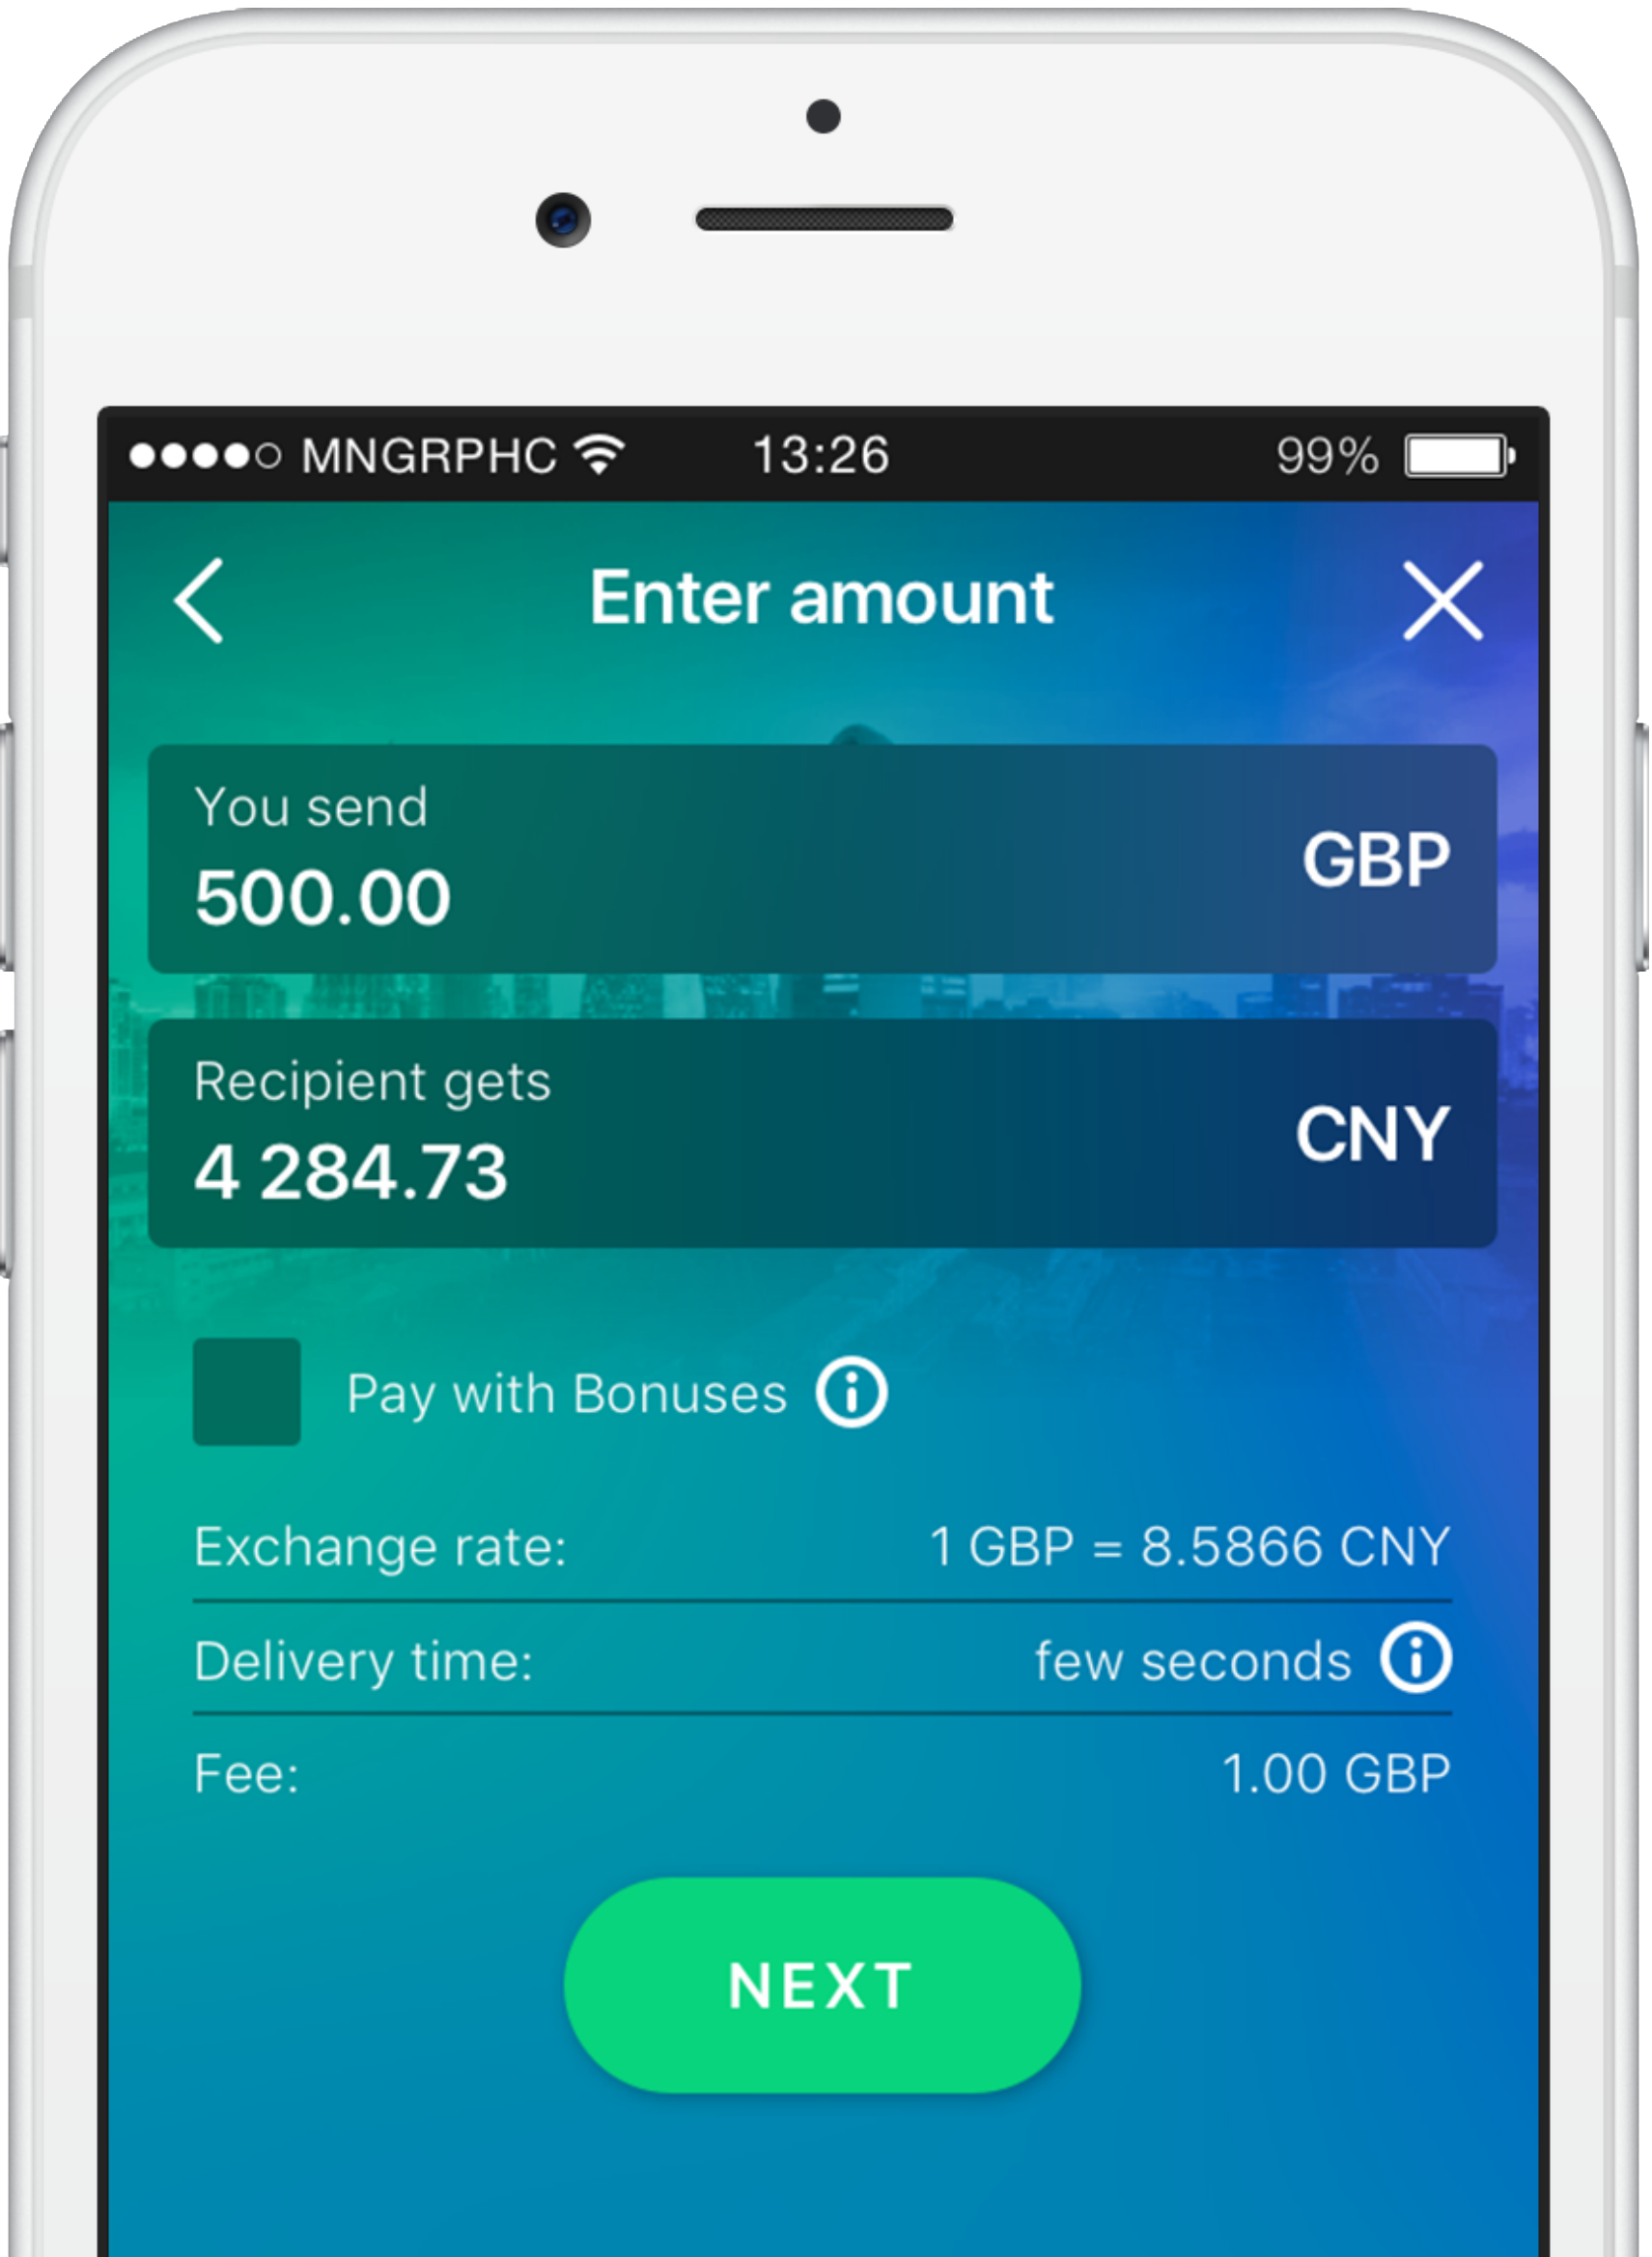 MNGRPHC 13:26 99%
Enter amount
You send
500.00
GBP
Recipient gets
4 284.73
CNY
Pay with Bonuses
Exchange rate: 1 GBP = 8.5866 CNY
Delivery time: few seconds
Fee: 1.00 GBP
NEXT